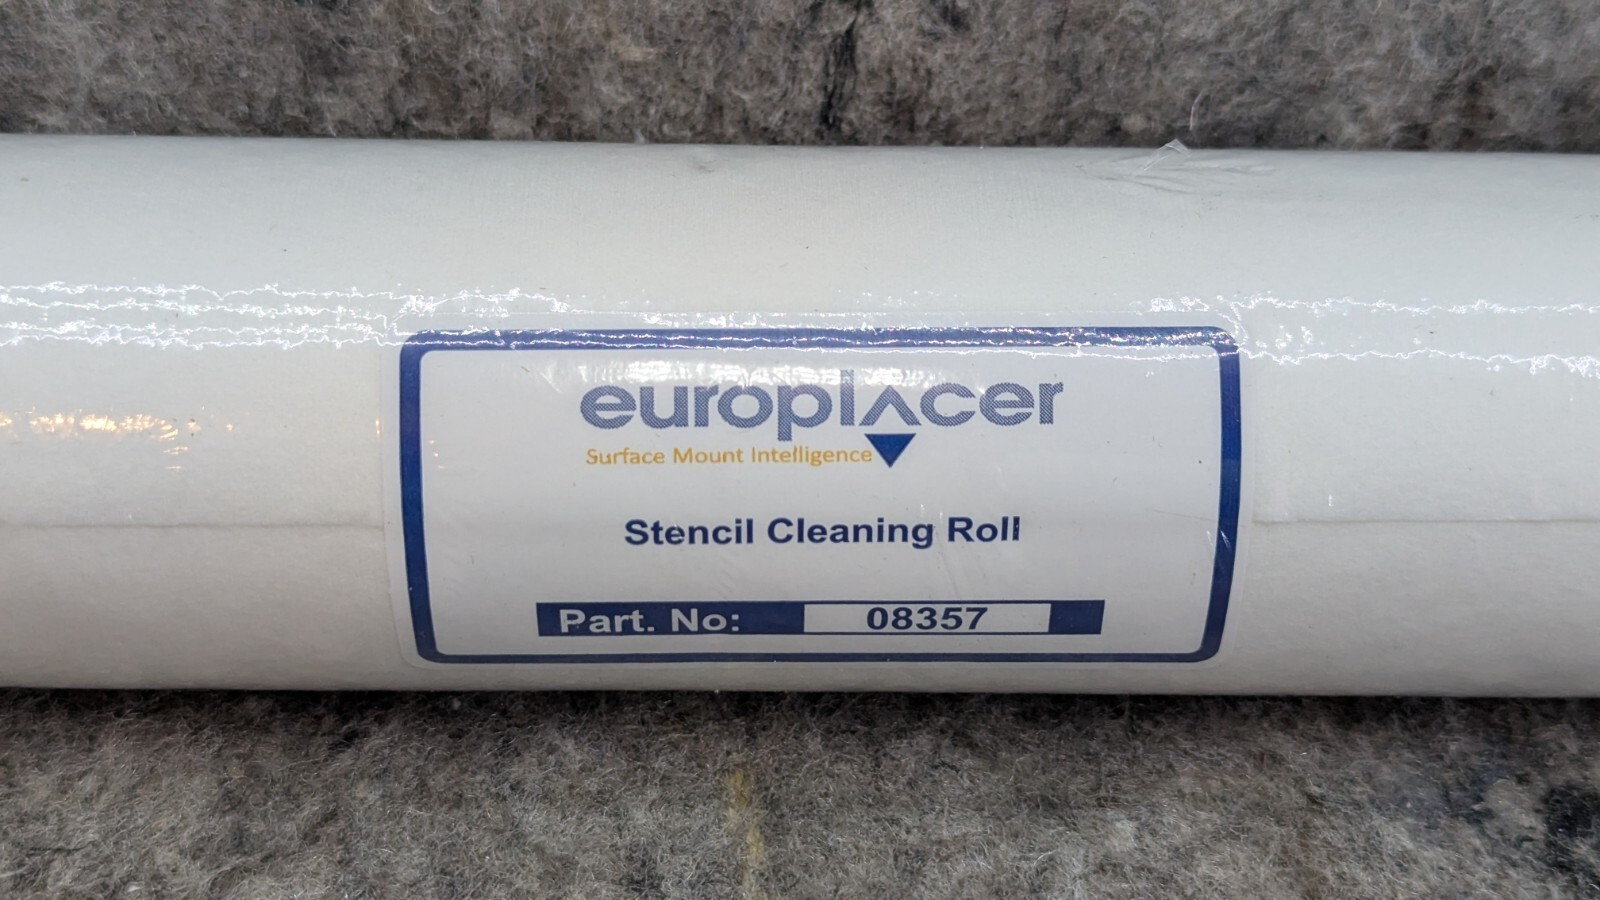 europlacer
Surface Mount Intelligence
Stencil Cleaning Roll
Part. No: 08357